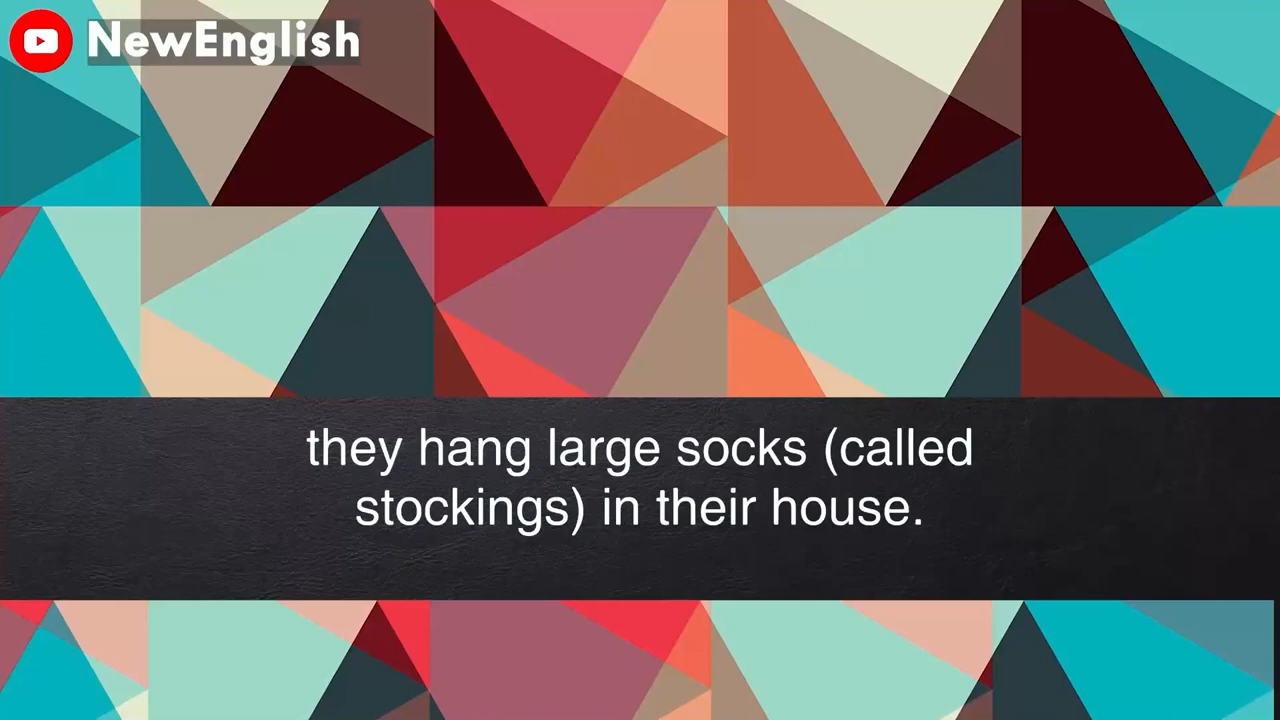 NewEnglish
they hang large socks (called
stockings) in their house.